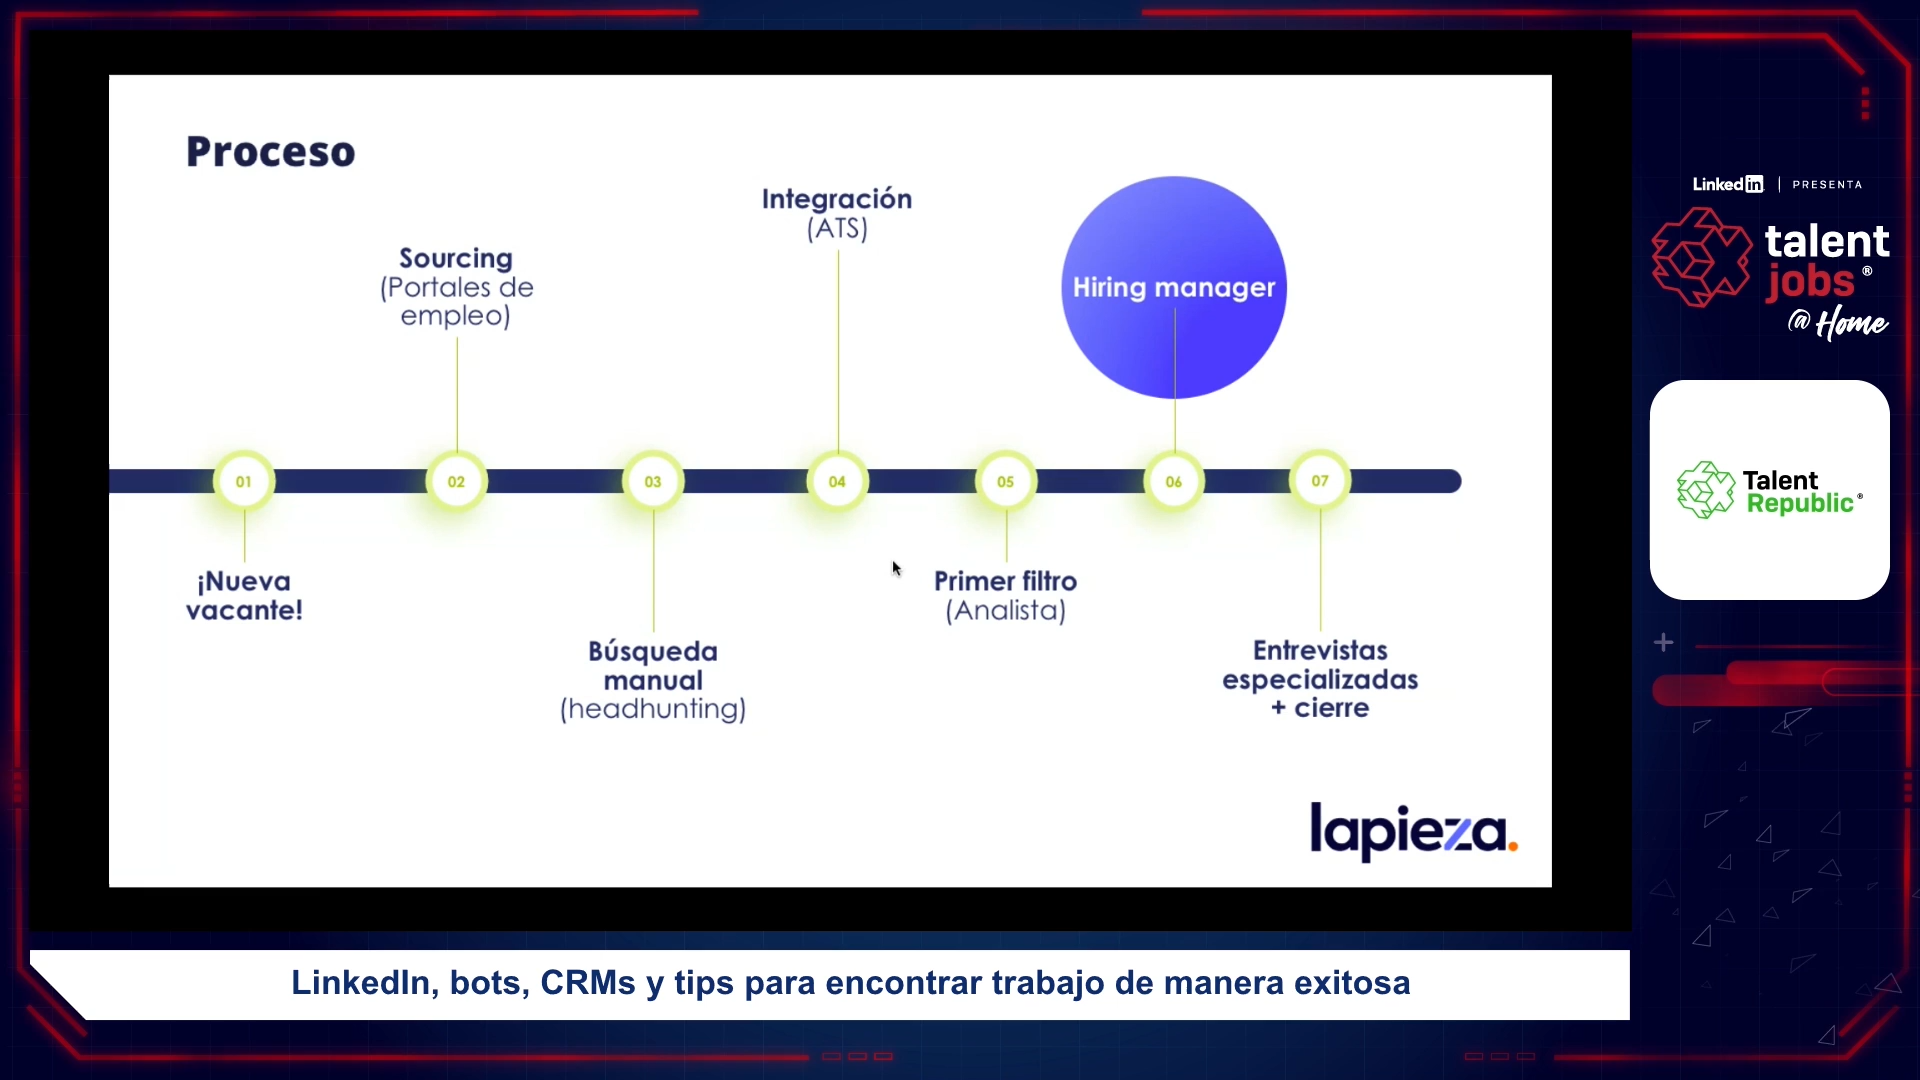 Proceso
Integración
(ATS)
Sourcing
(Portales de
empleo)
Hiring manager
01
02
03
04
05
06
07
¡Nueva
vacante!
Búsqueda
manual
(headhunting)
Primer filtro
(Analista)
Entrevistas
especializadas
+ cierre
lapieza.
LinkedIn | PRESENTA
talent
jobs®
@Home
Talent
Republic®
LinkedIn, bots, CRMs y tips para encontrar trabajo de manera exitosa